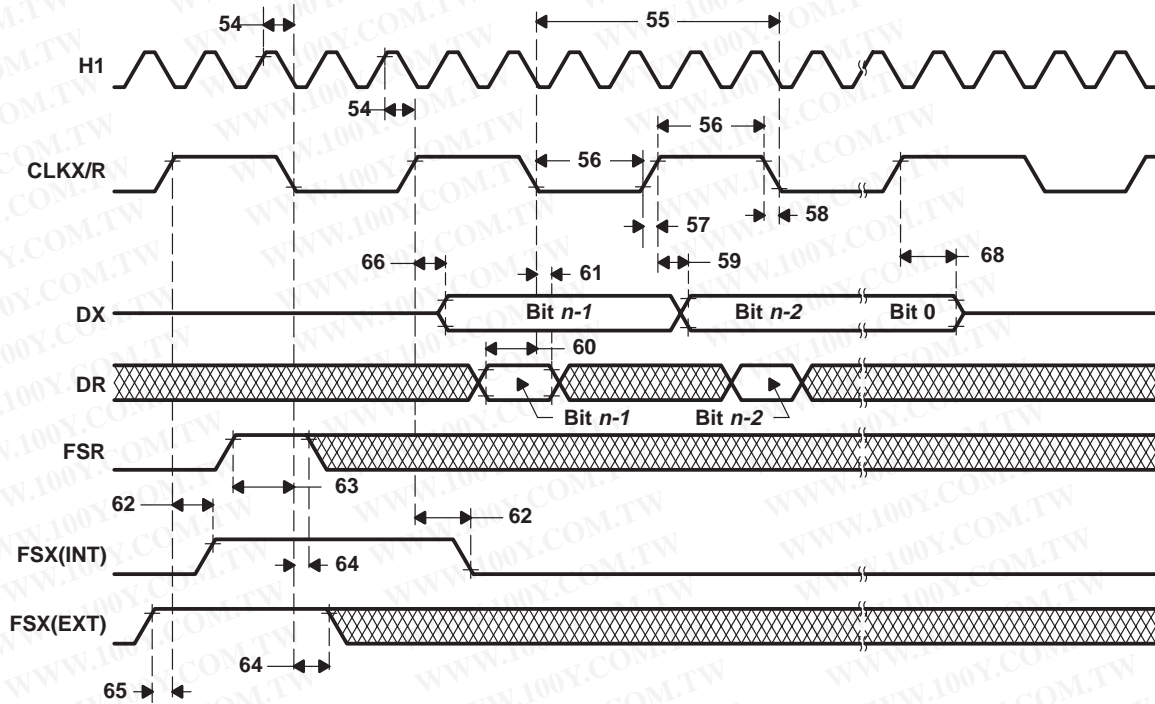 54
55
H1
54
56
56
CLKX/R
57
58
66
61
59
68
DX
Bit n-1
Bit n-2
Bit 0
60
DR
Bit n-1
Bit n-2
FSR
63
62
62
FSX(INT)
64
FSX(EXT)
64
65
WWW.100Y.COM.TW